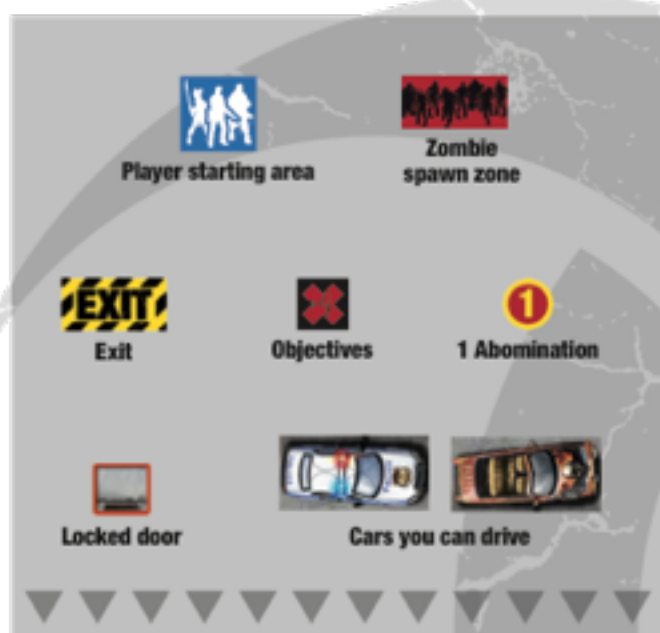 Player starting area
Zombie
spawn zone
EXIT
1
Exit
Objectives
1 Abomination
Locked door
Cars you can drive